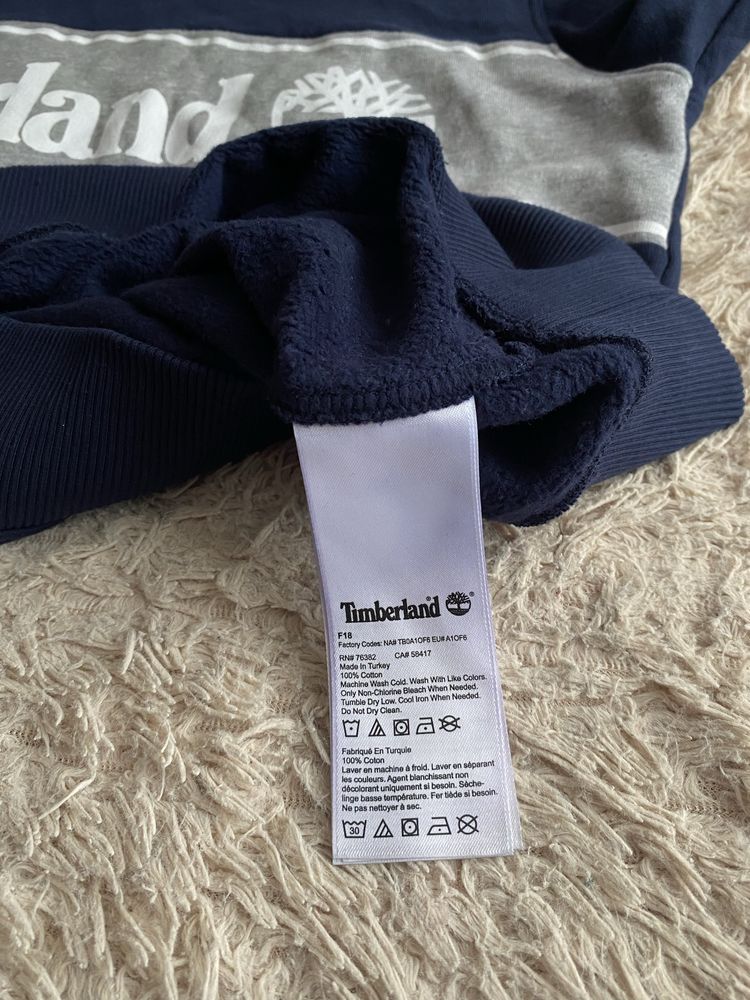 land
Timberland ®
F18
Factory Codes: NA# TB0A1OF6 EU# A1OF6
RN# 76382 CA# 58417
Made In Turkey
100% Cotton
Machine Wash Cold. Wash With Like Colors.
Only Non-Chlorine Bleach When Needed.
Tumble Dry Low. Cool Iron When Needed.
Do Not Dry Clean.
Fabriqué En Turquie
100% Coton
Laver en machine à froid. Laver en séparant
les couleurs. Agent blanchissant non
décolorant uniquement si besoin. Sèche-
linge basse température. Fer tiède si besoin.
Ne pas nettoyer à sec.
30